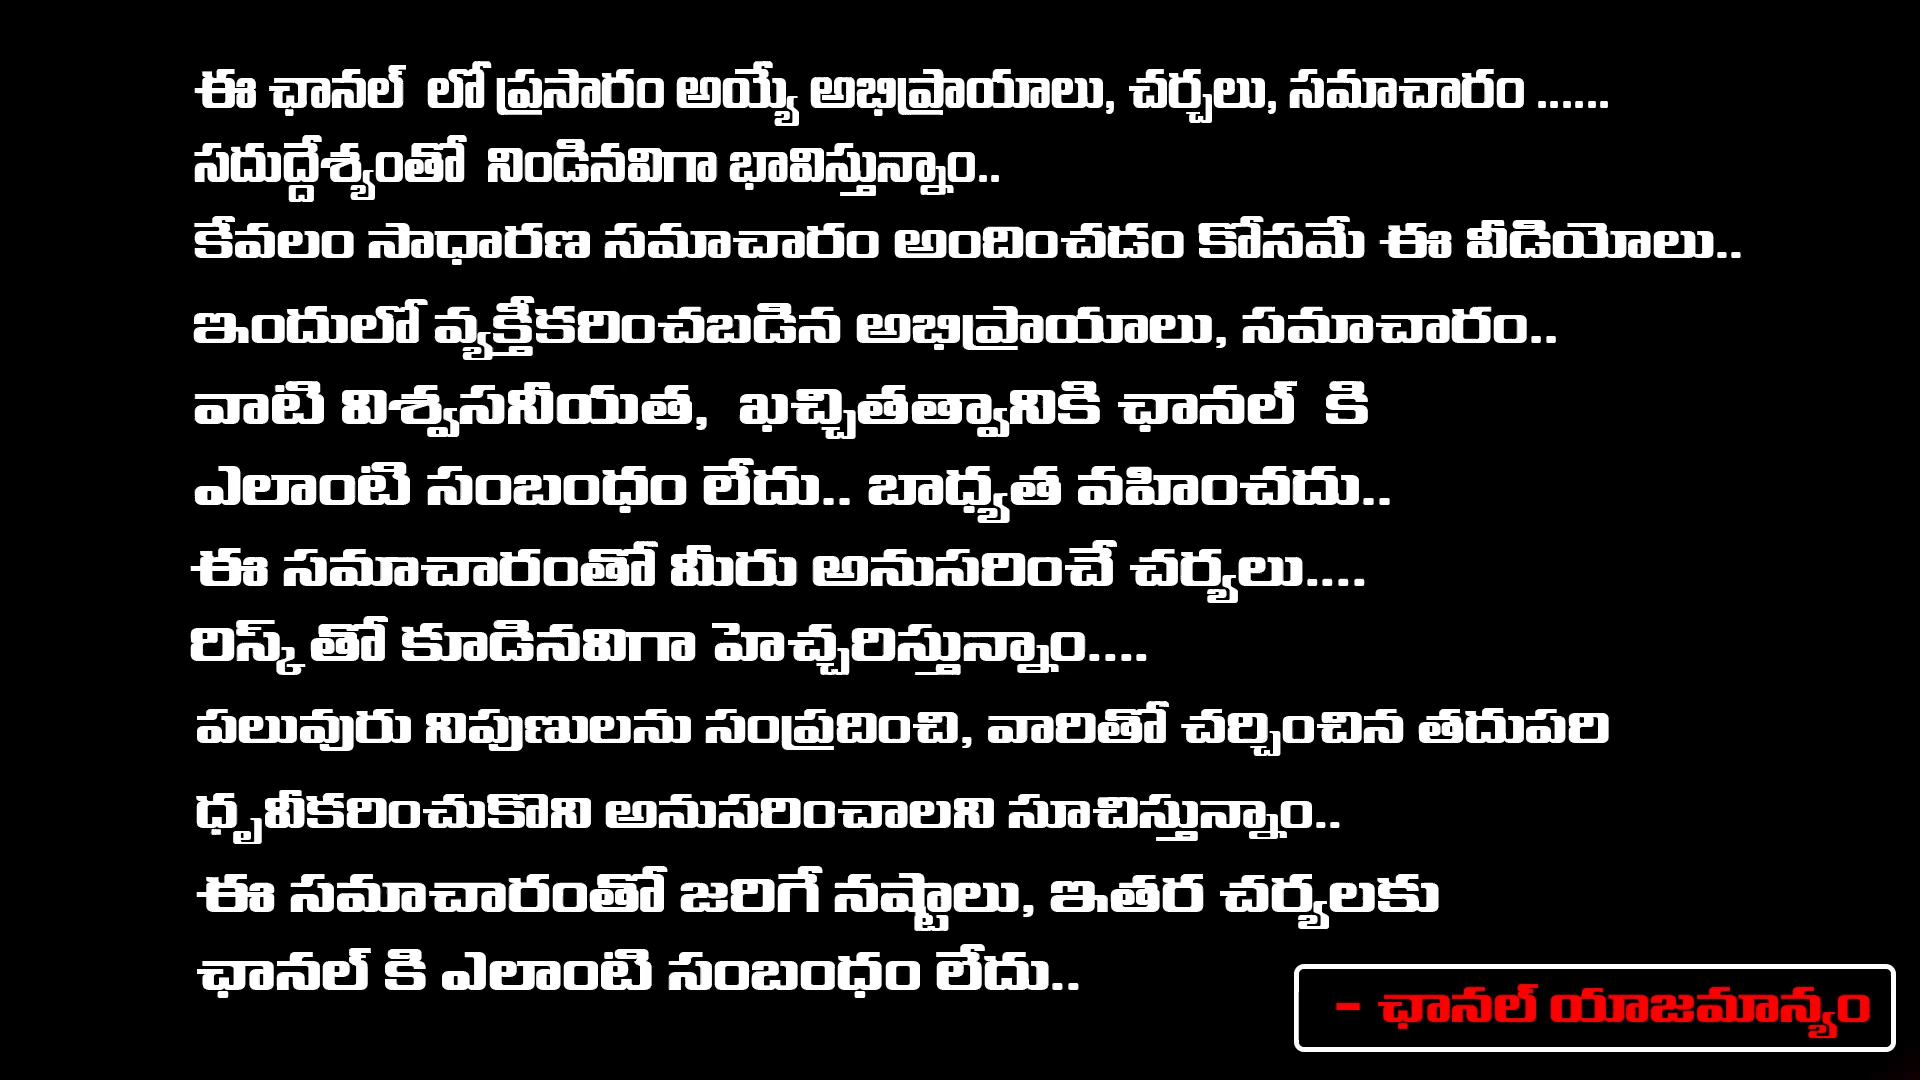 ఈ ఛానల్ లో ప్రసారం అయ్యే అభిప్రాయాలు, చర్చలు, సమాచారం ......
సదుద్దేశ్యంతో నిండినవిగా భావిస్తున్నాం..
కేవలం సాధారణ సమాచారం అందించడం కోసమే ఈ వీడియోలు..
ఇందులో వ్యక్తీకరించబడిన అభిప్రాయాలు, సమాచారం..
వాటి విశ్వసనీయత, ఖచ్చితత్వానికి ఛానల్ కి
ఎలాంటి సంబంధం లేదు.. బాధ్యత వహించదు..
ఈ సమాచారంతో మీరు అనుసరించే చర్యలు....
రిస్క్ తో కూడినవిగా హెచ్చరిస్తున్నాం....
పలువురు నిపుణులను సంప్రదించి, వారితో చర్చించిన తదుపరి
ధృవీకరించుకొని అనుసరించాలని సూచిస్తున్నాం..
ఈ సమాచారంతో జరిగే నష్టాలు, ఇతర చర్యలకు
ఛానల్ కి ఎలాంటి సంబంధం లేదు..
- ఛానల్ యాజమాన్యం